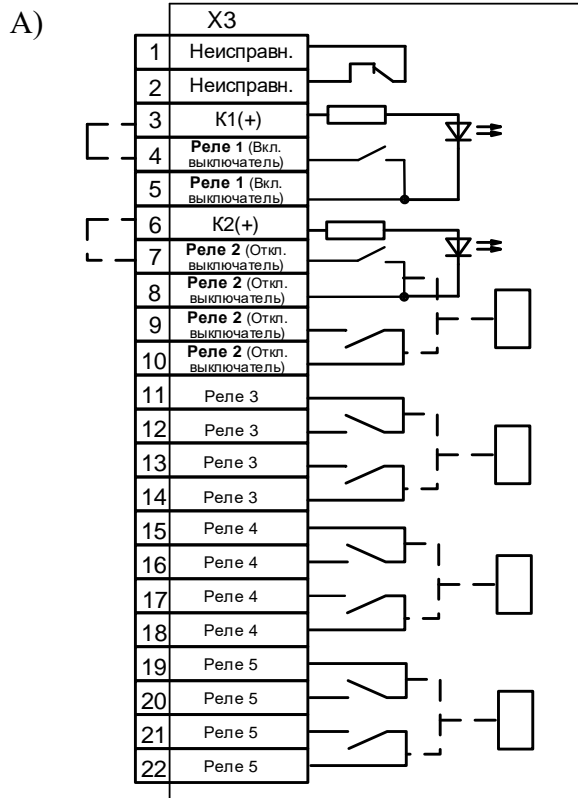 А)
X3
1 Неисправн.
2 Неисправн.
3 К1(+)
4 Реле 1 (Вкл.
выключатель)
5 Реле 1 (Вкл.
выключатель)
6 К2(+)
7 Реле 2 (Откл.
выключатель)
8 Реле 2 (Откл.
выключатель)
9 Реле 2 (Откл.
выключатель)
10 Реле 2 (Откл.
выключатель)
11 Реле 3
12 Реле 3
13 Реле 3
14 Реле 3
15 Реле 4
16 Реле 4
17 Реле 4
18 Реле 4
19 Реле 5
20 Реле 5
21 Реле 5
22 Реле 5